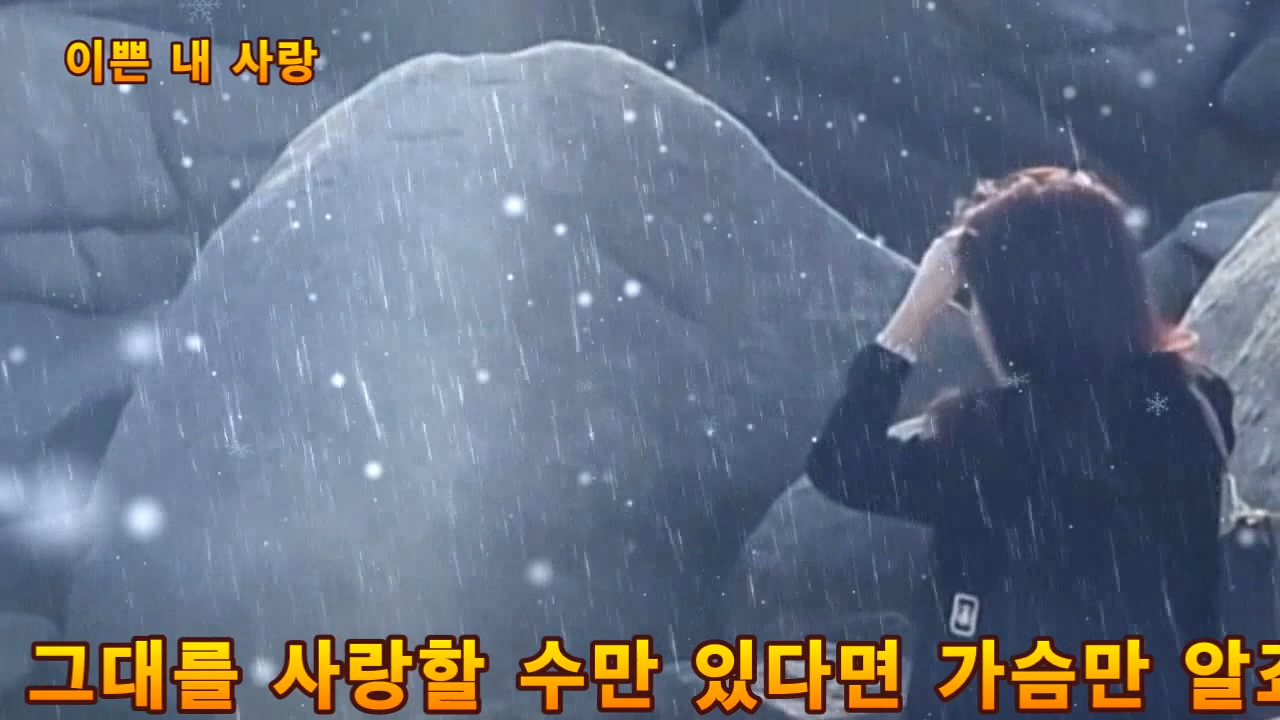 이쁜 내 사랑
그대를 사랑할 수만 있다면 가슴만